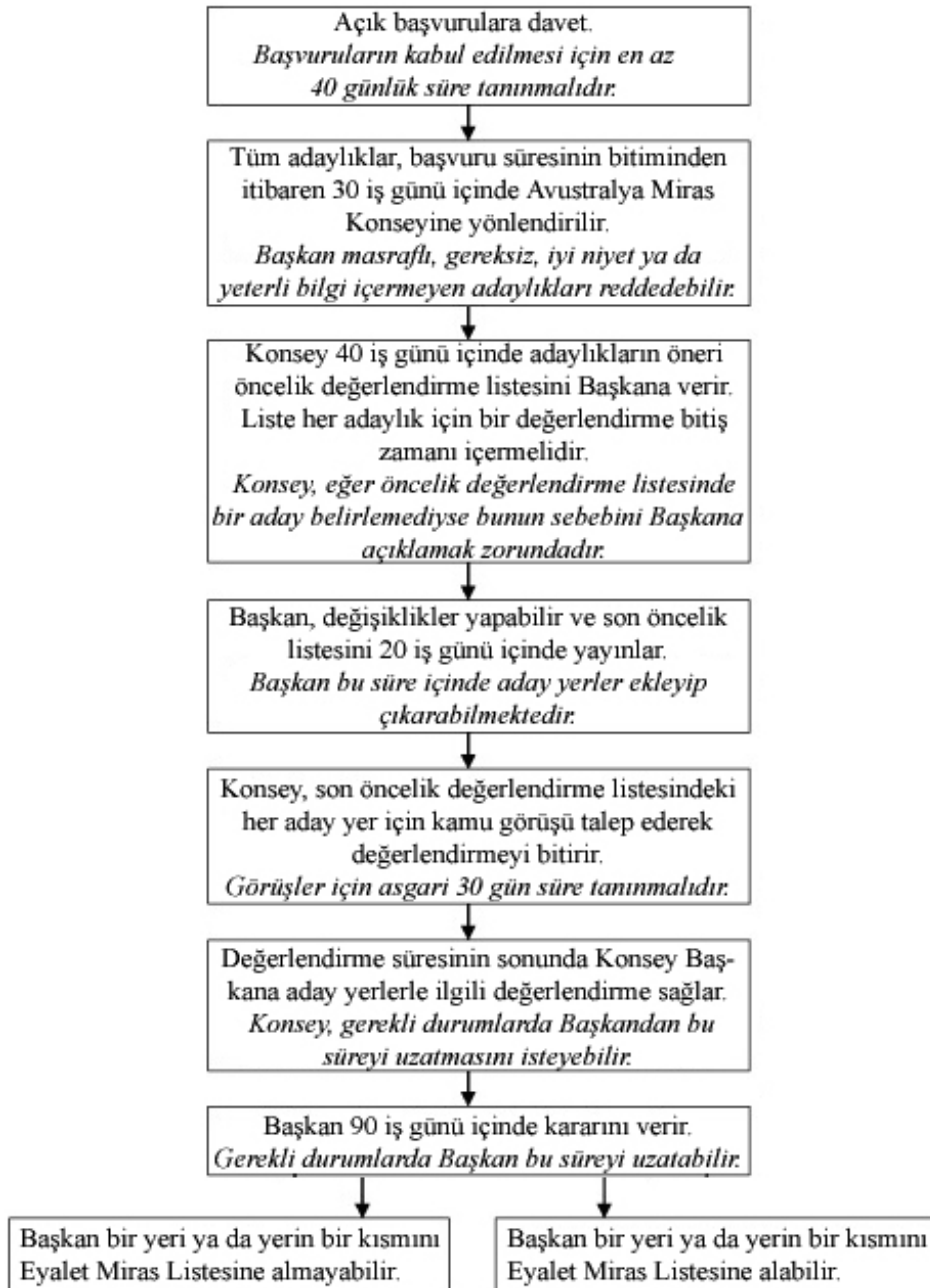 Açık başvurulara davet.
Başvuruların kabul edilmesi için en az
40 günlük süre tanınmalıdır.
Tüm adaylıklar, başvuru süresinin bitiminden
itibaren 30 iş günü içinde Avustralya Miras
Konseyine yönlendirilir.
Başkan masraflı, gereksiz, iyi niyet ya da
yeterli bilgi içermeyen adaylıkları reddedebilir.
Konsey 40 iş günü içinde adaylıkların öneri
öncelik değerlendirme listesini Başkana verir.
Liste her adaylık için bir değerlendirme bitiş
zamanı içermelidir.
Konsey, eğer öncelik değerlendirme listesinde
bir aday belirlemediyse bunun sebebini Başkana
açıklamak zorundadır.
Başkan, değişiklikler yapabilir ve son öncelik
listesini 20 iş günü içinde yayınlar.
Başkan bu süre içinde aday yerler ekleyip
çıkarabilmektedir.
Konsey, son öncelik değerlendirme listesindeki
her aday yer için kamu görüşü talep ederek
değerlendirmeyi bitirir.
Görüşler için asgari 30 gün süre tanınmalıdır.
Değerlendirme süresinin sonunda Konsey Baş-
kana aday yerlerle ilgili değerlendirme sağlar.
Konsey, gerekli durumlarda Başkandan bu
süreyi uzatmasını isteyebilir.
Başkan 90 iş günü içinde kararını verir.
Gerekli durumlarda Başkan bu süreyi uzatabilir.
Başkan bir yeri ya da yerin bir kısmını
Eyalet Miras Listesine almayabilir.
Başkan bir yeri ya da yerin bir kısmını
Eyalet Miras Listesine alabilir.